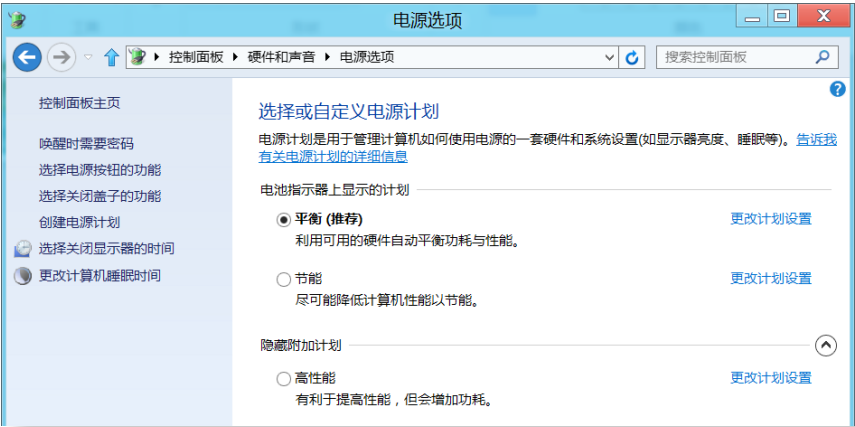 电源选项
控制面板 硬件和声音 电源选项
搜索控制面板
控制面板主页
唤醒时需要密码
选择电源按钮的功能
选择关闭盖子的功能
创建电源计划
选择关闭显示器的时间
更改计算机睡眠时间
选择或自定义电源计划
电源计划是用于管理计算机如何使用电源的一套硬件和系统设置(如显示器亮度、睡眠等)。告诉我
有关电源计划的详细信息
电池指示器上显示的计划
平衡 (推荐) 更改计划设置
利用可用的硬件自动平衡功耗与性能。
节能 更改计划设置
尽可能降低计算机性能以节能。
隐藏附加计划
高性能 更改计划设置
有利于提高性能，但会增加功耗。